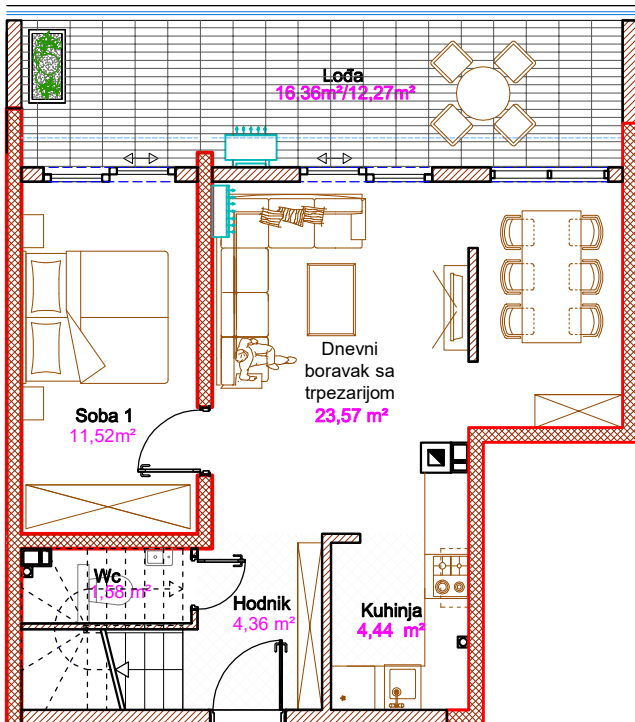 Lođa
16.36m²/12,27m²
Dnevni
boravak sa
trpezarijom
23,57 m²
Soba 1
11,52m²
Wc
1,58 m²
Hodnik
4,36 m²
Kuhinja
4,44 m²